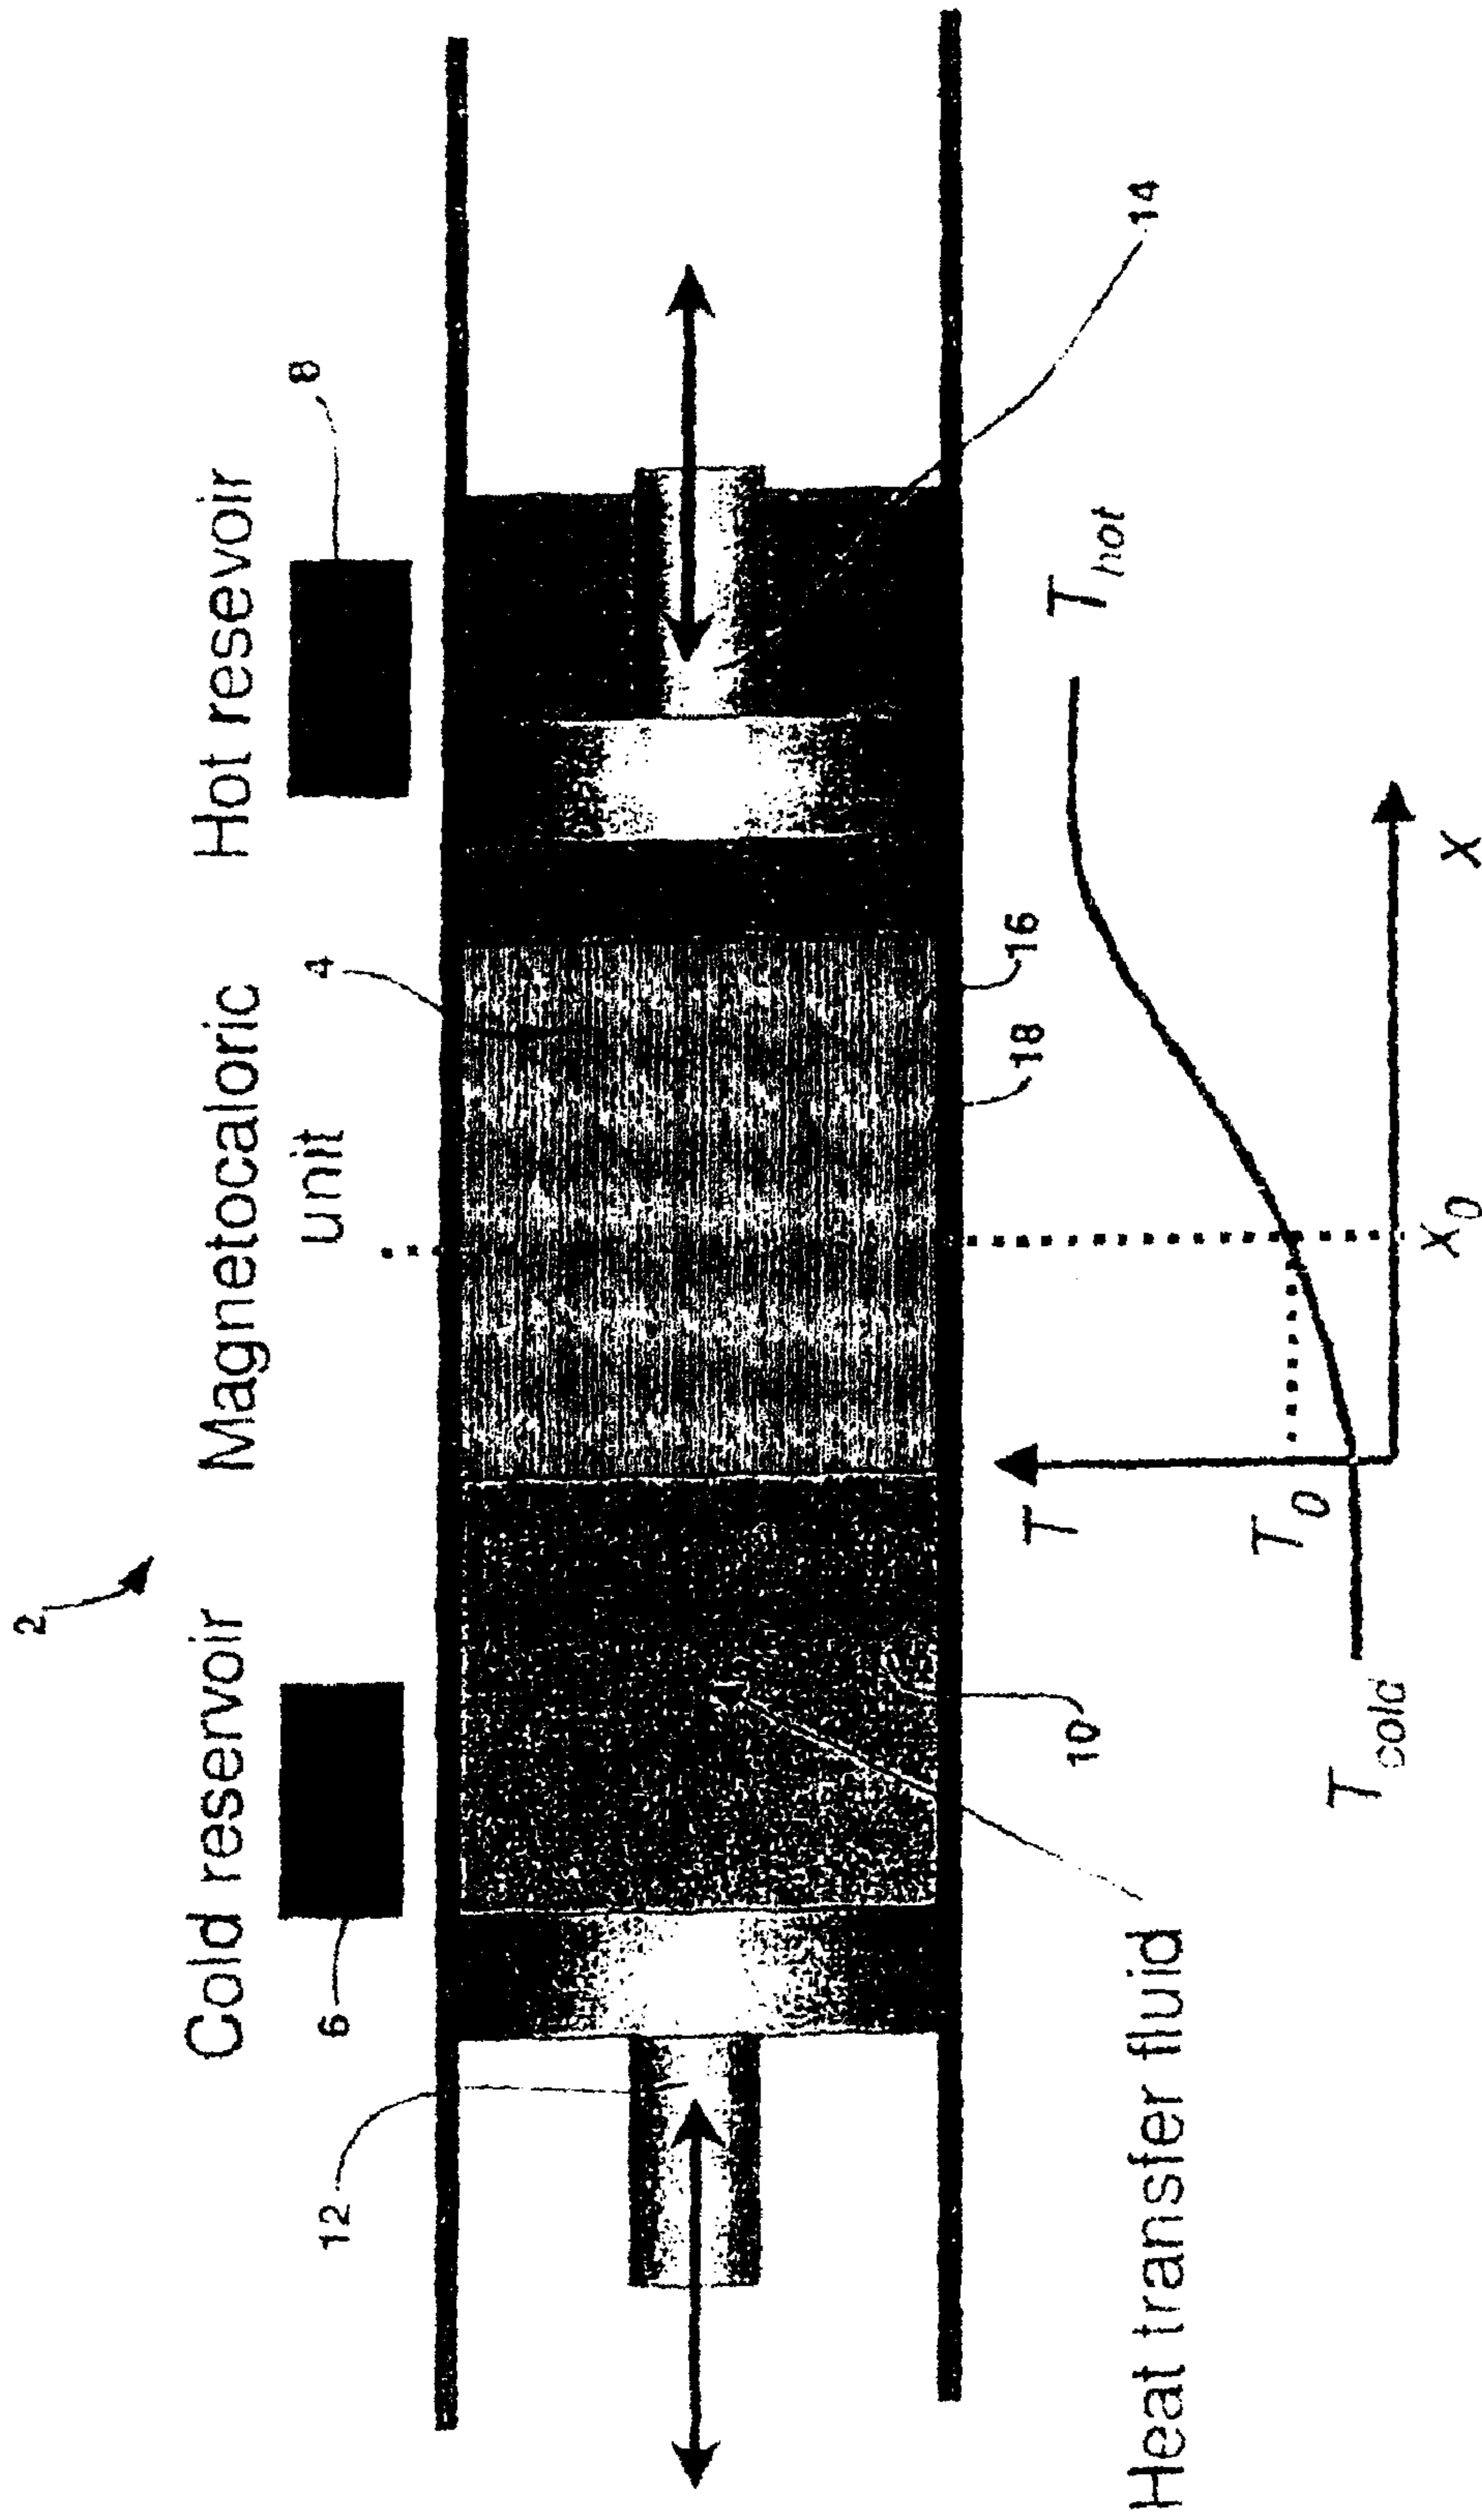 2
Cold reservoir
Magnetocaloric
unit
Hot resevoir
6
4
8
12
10
18
16
14
Heat transfer fluid
T
T0
Tcold
Thot
x0
x